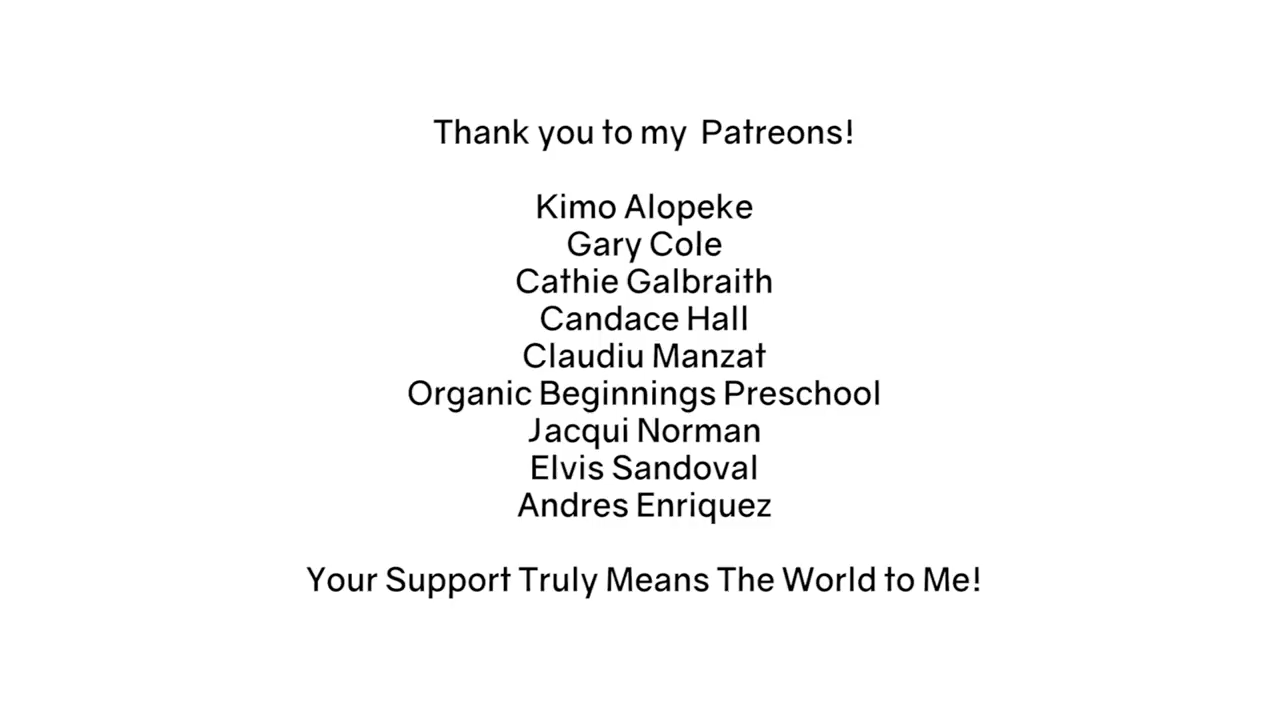 Thank you to my Patreons!
Kimo Alopeke
Gary Cole
Cathie Galbraith
Candace Hall
Claudiu Manzat
Organic Beginnings Preschool
Jacqui Norman
Elvis Sandoval
Andres Enriquez
Your Support Truly Means The World to Me!